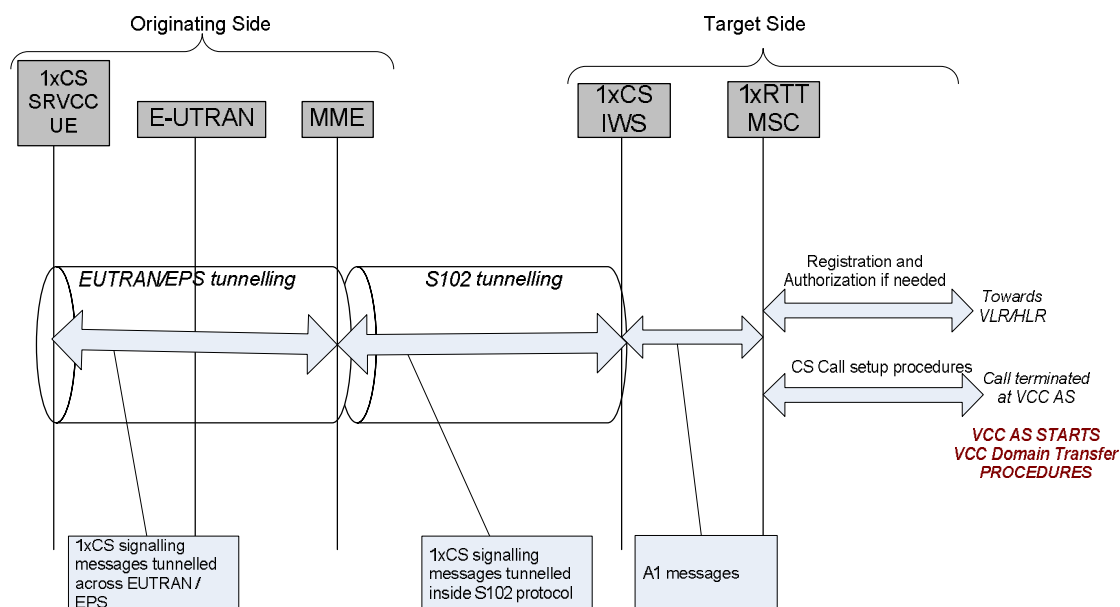 Originating Side
Target Side
1xCS
SRVCC
UE
E-UTRAN
MME
1xCS
IWS
1xRTT
MSC
EUTRAN/EPS tunnelling
S102 tunnelling
Registration and
Authorization if needed
Towards
VLR/HLR
CS Call setup procedures
Call terminated
at VCC AS
VCC AS STARTS
VCC Domain Transfer
PROCEDURES
1xCS signalling
messages tunnelled
across EUTRAN /
EPS
1xCS signalling
messages tunnelled
inside S102 protocol
A1 messages